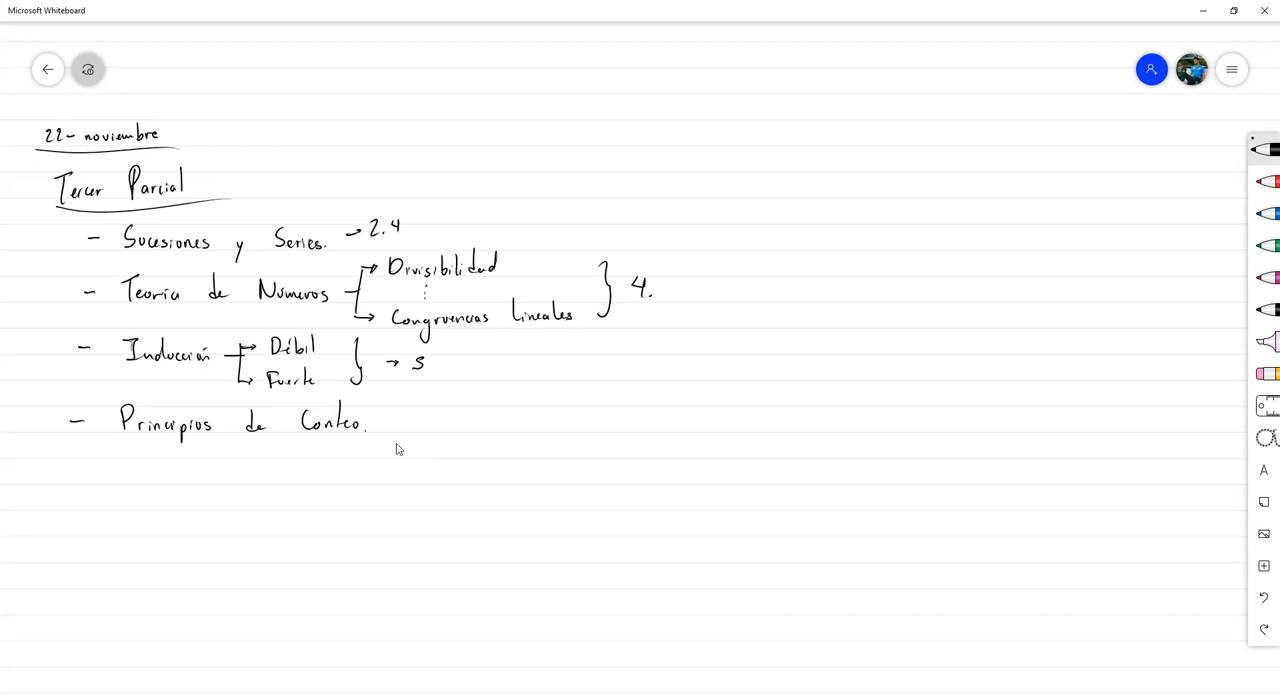 Microsoft Whiteboard
22- noviembre
Tercer Parcial
- Sucesiones y Series. → 2.4
- Teoría de Números → Divisibilidad
⋮
→ Congruencias lineales } 4.
- Inducción → Débil
→ Fuerte } → 5
- Principios de Conteo.
A